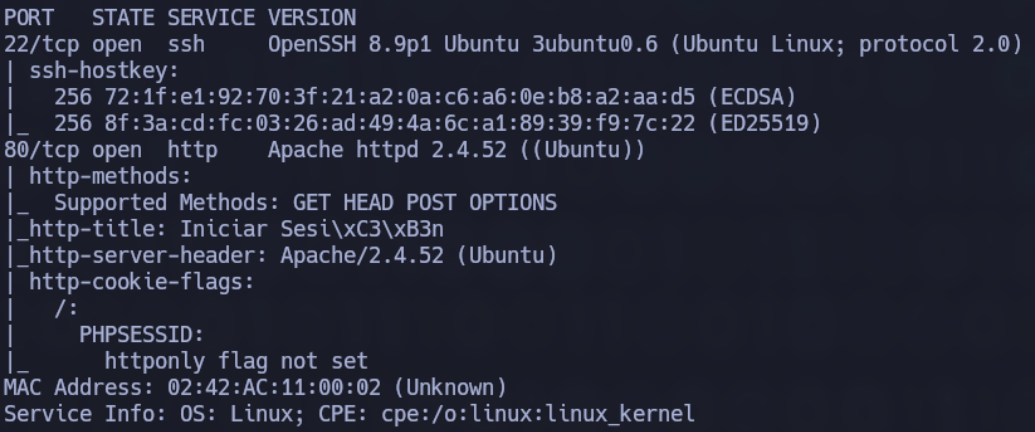 PORT   STATE SERVICE VERSION
22/tcp open  ssh     OpenSSH 8.9p1 Ubuntu 3ubuntu0.6 (Ubuntu Linux; protocol 2.0)
| ssh-hostkey:
|   256 72:1f:e1:92:70:3f:21:a2:0a:c6:a6:0e:b8:a2:aa:d5 (ECDSA)
|_  256 8f:3a:cd:fc:03:26:ad:49:4a:6c:a1:89:39:f9:7c:22 (ED25519)
80/tcp open  http    Apache httpd 2.4.52 ((Ubuntu))
| http-methods:
|_  Supported Methods: GET HEAD POST OPTIONS
|_http-title: Iniciar Sesi\xC3\xB3n
|_http-server-header: Apache/2.4.52 (Ubuntu)
| http-cookie-flags:
|   /:
|     PHPSESSID:
|_      httponly flag not set
MAC Address: 02:42:AC:11:00:02 (Unknown)
Service Info: OS: Linux; CPE: cpe:/o:linux:linux_kernel